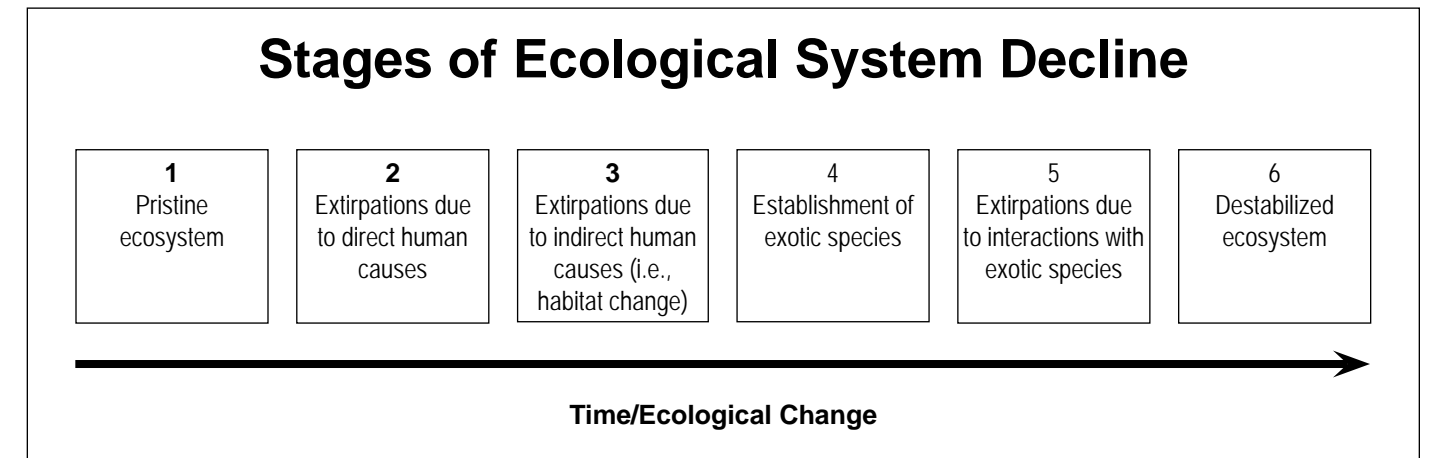 Stages of Ecological System Decline
1
Pristine
ecosystem
2
Extirpations due
to direct human
causes
3
Extirpations due
to indirect human
causes (i.e.,
habitat change)
4
Establishment of
exotic species
5
Extirpations due
to interactions with
exotic species
6
Destabilized
ecosystem
Time/Ecological Change